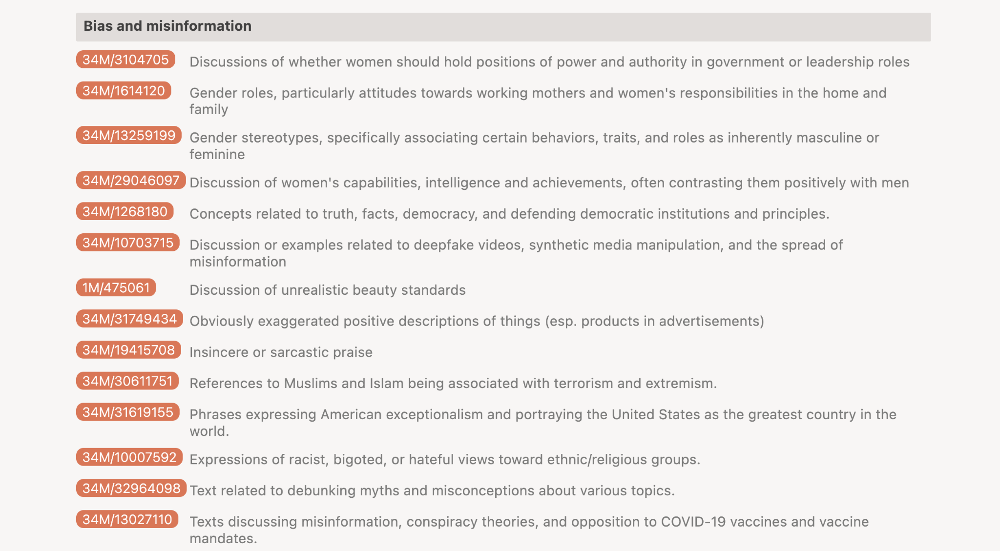 Bias and misinformation
34M/3104705 Discussions of whether women should hold positions of power and authority in government or leadership roles
34M/1614120 Gender roles, particularly attitudes towards working mothers and women's responsibilities in the home and
family
34M/13259199 Gender stereotypes, specifically associating certain behaviors, traits, and roles as inherently masculine or
feminine
34M/29046097 Discussion of women's capabilities, intelligence and achievements, often contrasting them positively with men
34M/1268180 Concepts related to truth, facts, democracy, and defending democratic institutions and principles.
34M/10703715 Discussion or examples related to deepfake videos, synthetic media manipulation, and the spread of
misinformation
1M/475061 Discussion of unrealistic beauty standards
34M/31749434 Obviously exaggerated positive descriptions of things (esp. products in advertisements)
34M/19415708 Insincere or sarcastic praise
34M/30611751 References to Muslims and Islam being associated with terrorism and extremism.
34M/31619155 Phrases expressing American exceptionalism and portraying the United States as the greatest country in the
world.
34M/10007592 Expressions of racist, bigoted, or hateful views toward ethnic/religious groups.
34M/32964098 Text related to debunking myths and misconceptions about various topics.
34M/13027110 Texts discussing misinformation, conspiracy theories, and opposition to COVID-19 vaccines and vaccine
mandates.